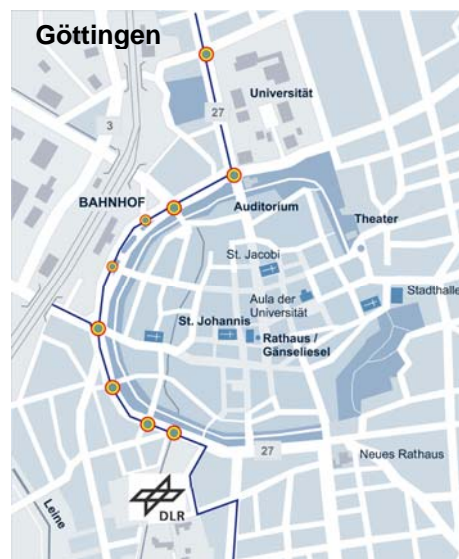 Göttingen
Universität
27
3
BAHNHOF
Auditorium
Theater
St. Jacobi
Stadthalle
Aula der
Universität
St. Johannis
Rathaus /
Gänseliesel
27
Neues Rathaus
Leine
DLR